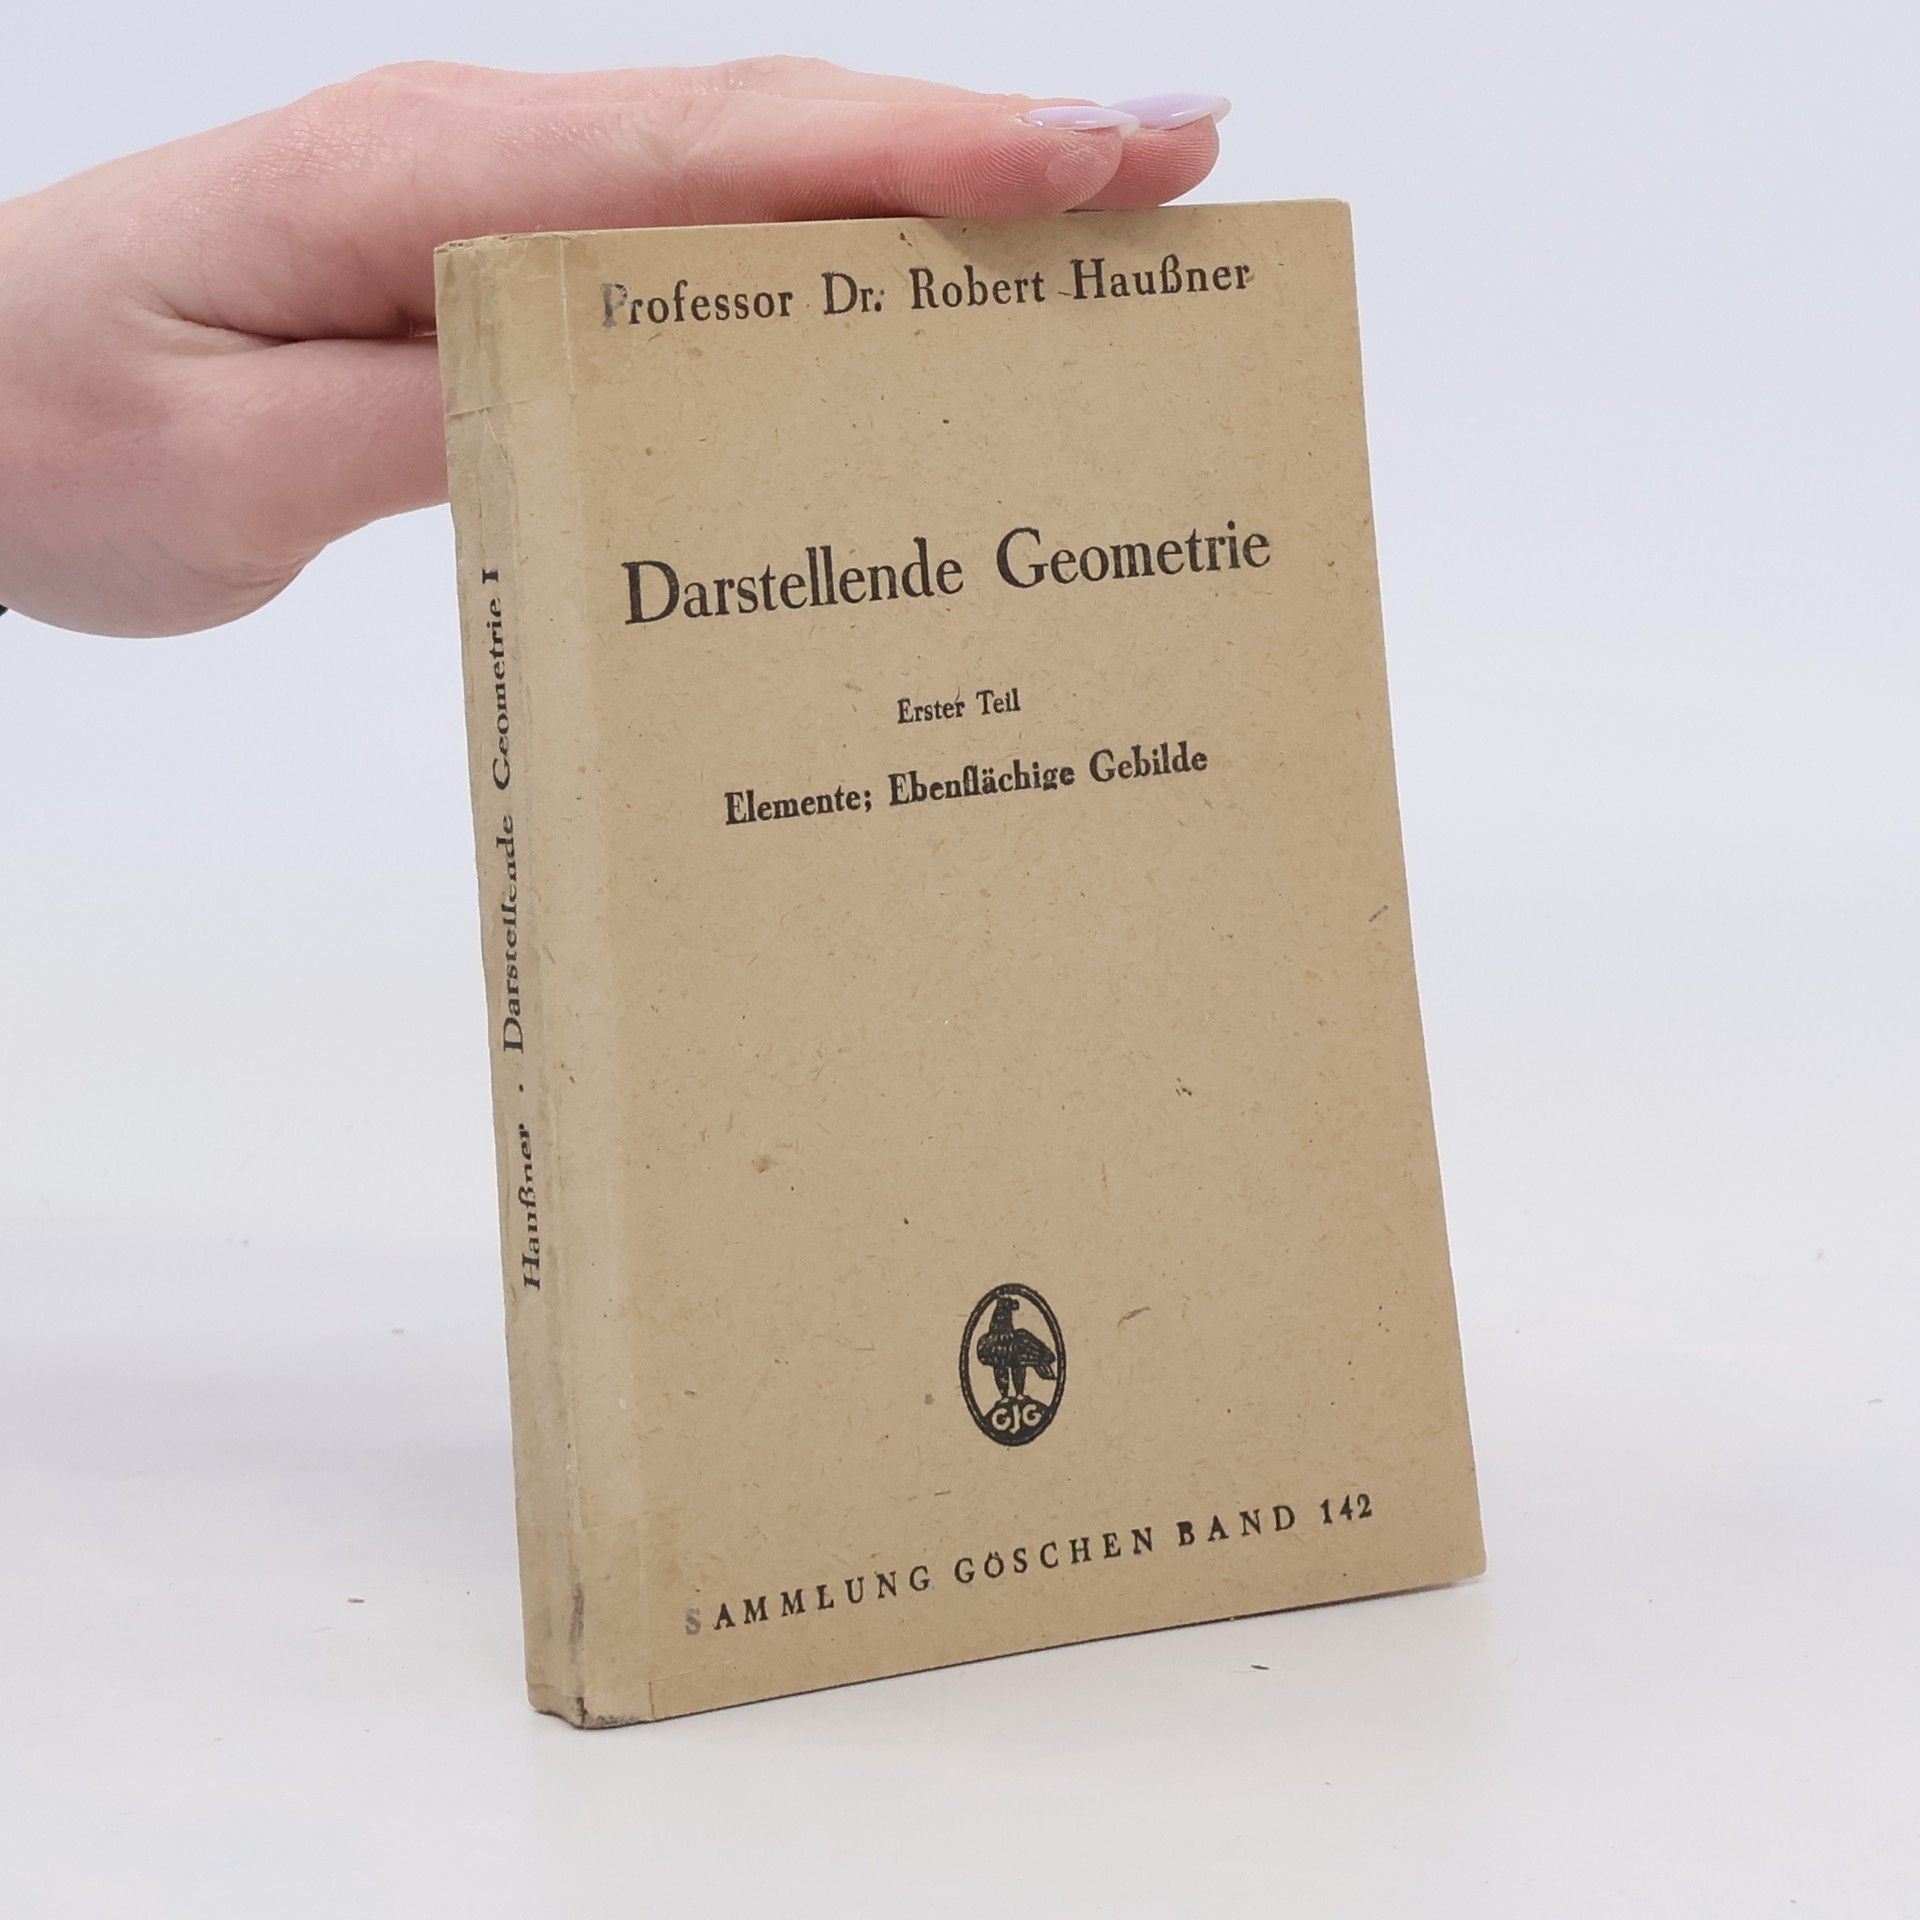 Professor Dr. Robert Haußner
Darstellende Geometrie
Erster Teil
Elemente; Ebenflächige Gebilde
GJG
SAMMLUNG GÖSCHEN BAND 142
Haußner · Darstellende Geometrie I